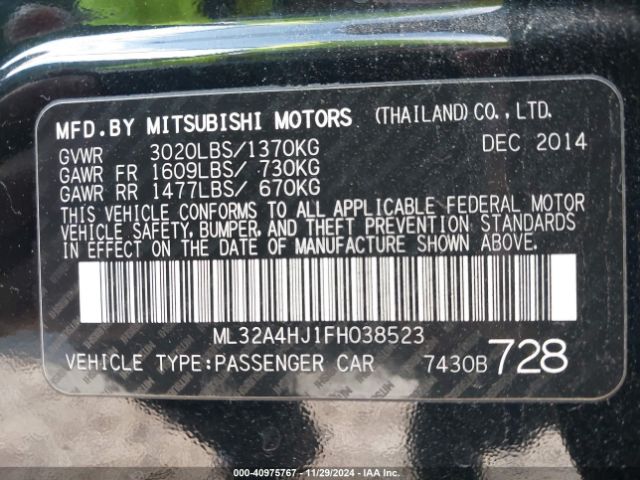 MFD.BY MITSUBISHI MOTORS (THAILAND)CO.,LTD.
GVWR 3020LBS/1370KG DEC 2014
GAWR FR 1609LBS/ 730KG
GAWR RR 1477LBS/ 670KG
THIS VEHICLE CONFORMS TO ALL APPLICABLE FEDERAL MOTOR
VEHICLE SAFETY, BUMPER, AND THEFT PREVENTION STANDARDS
IN EFFECT ON THE DATE OF MANUFACTURE SHOWN ABOVE.
ML32A4HJ1FH038523
VEHICLE TYPE:PASSENGER CAR 7430B 728
000-40975767 - 11/29/2024 - IAA Inc.